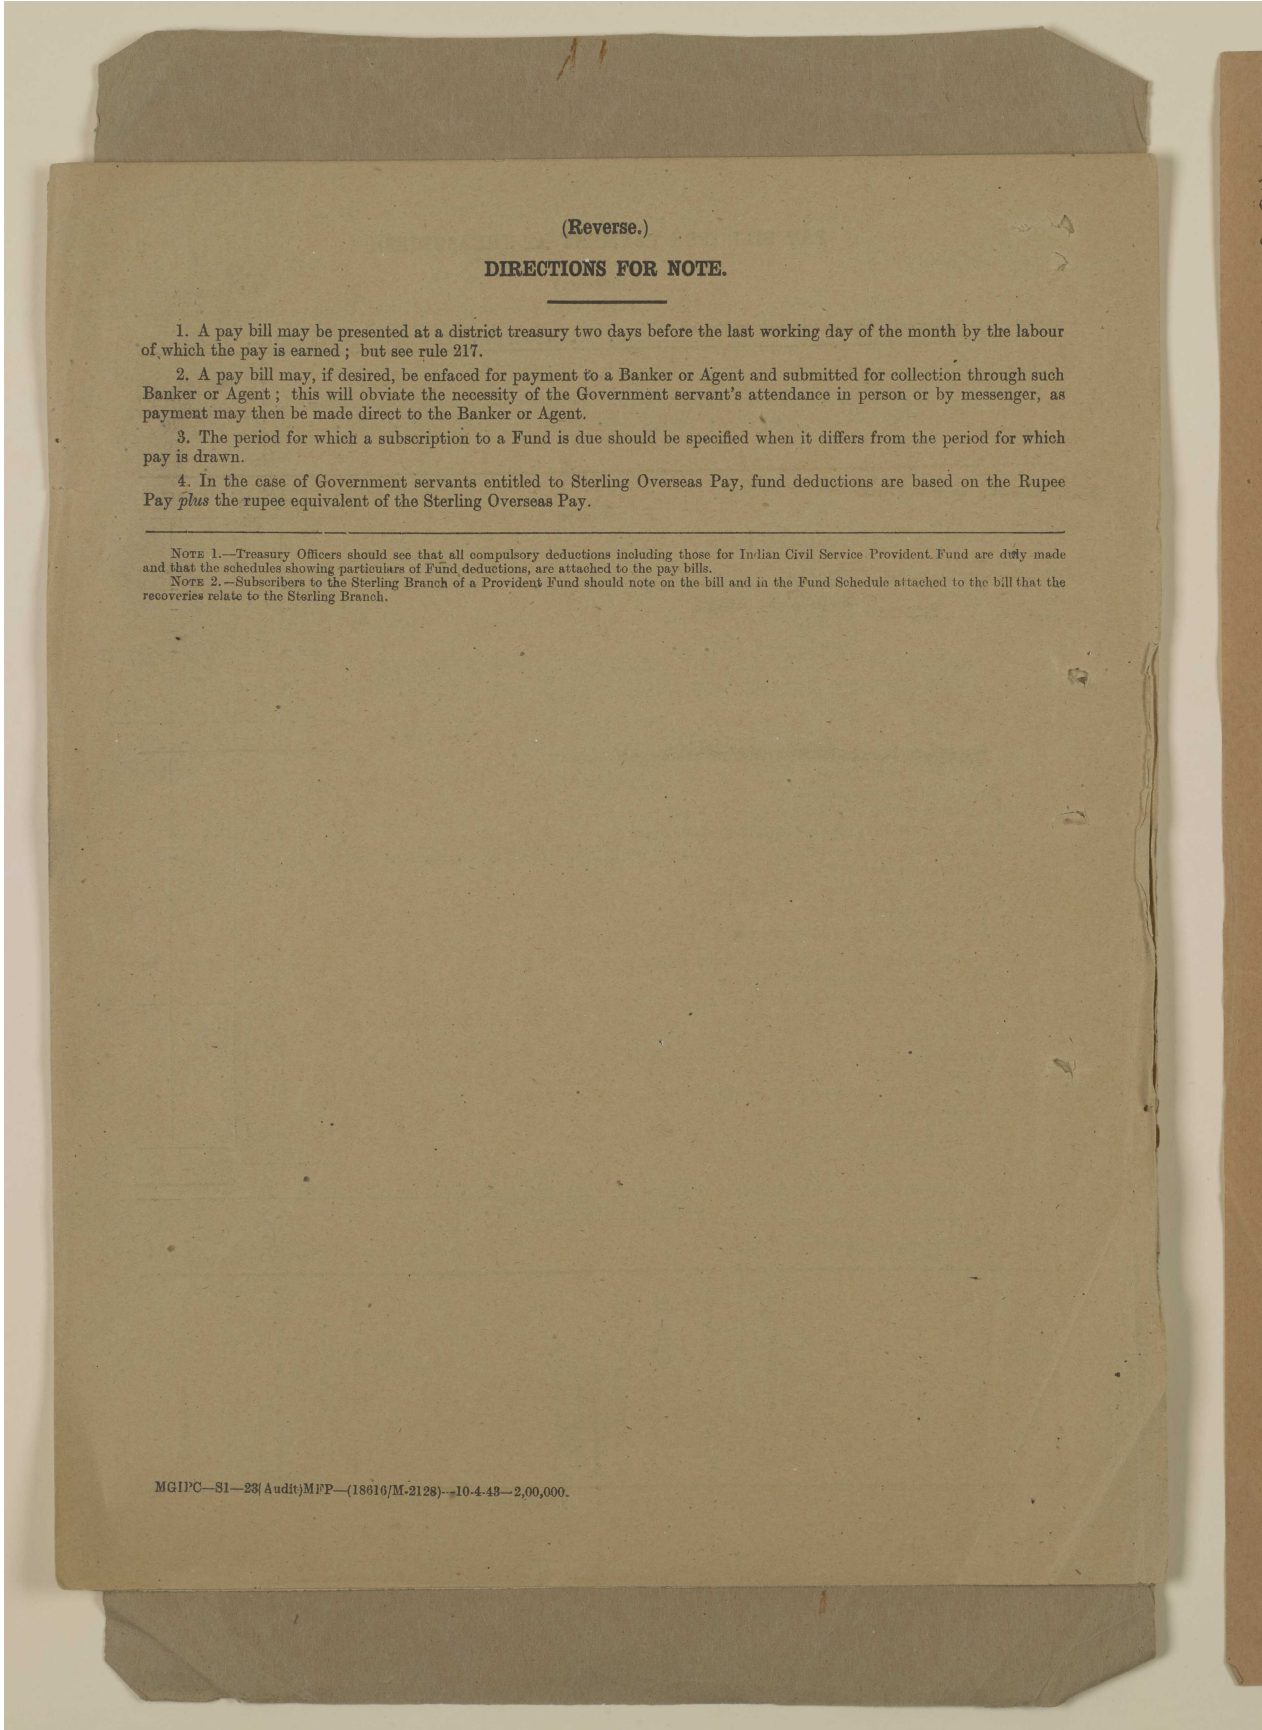 (Reverse.)
DIRECTIONS FOR NOTE.
1. A pay bill may be presented at a district treasury two days before the last working day of the month by the labour
of which the pay is earned ; but see rule 217.
2. A pay bill may, if desired, be enfaced for payment to a Banker or Agent and submitted for collection through such
Banker or Agent ; this will obviate the necessity of the Government servant's attendance in person or by messenger, as
payment may then be made direct to the Banker or Agent.
3. The period for which a subscription to a Fund is due should be specified when it differs from the period for which
pay is drawn.
4. In the case of Government servants entitled to Sterling Overseas Pay, fund deductions are based on the Rupee
Pay plus the rupee equivalent of the Sterling Overseas Pay.
NOTE 1.—Treasury Officers should see that all compulsory deductions including those for Indian Civil Service Provident Fund are duly made
and that the schedules showing particulars of Fund deductions, are attached to the pay bills.
NOTE 2.—Subscribers to the Sterling Branch of a Provident Fund should note on the bill and in the Fund Schedule attached to the bill that the
recoveries relate to the Sterling Branch.
MGIPC—S1—23(Audit)MFP—(18616/M-2128)—10-4-43—2,00,000.